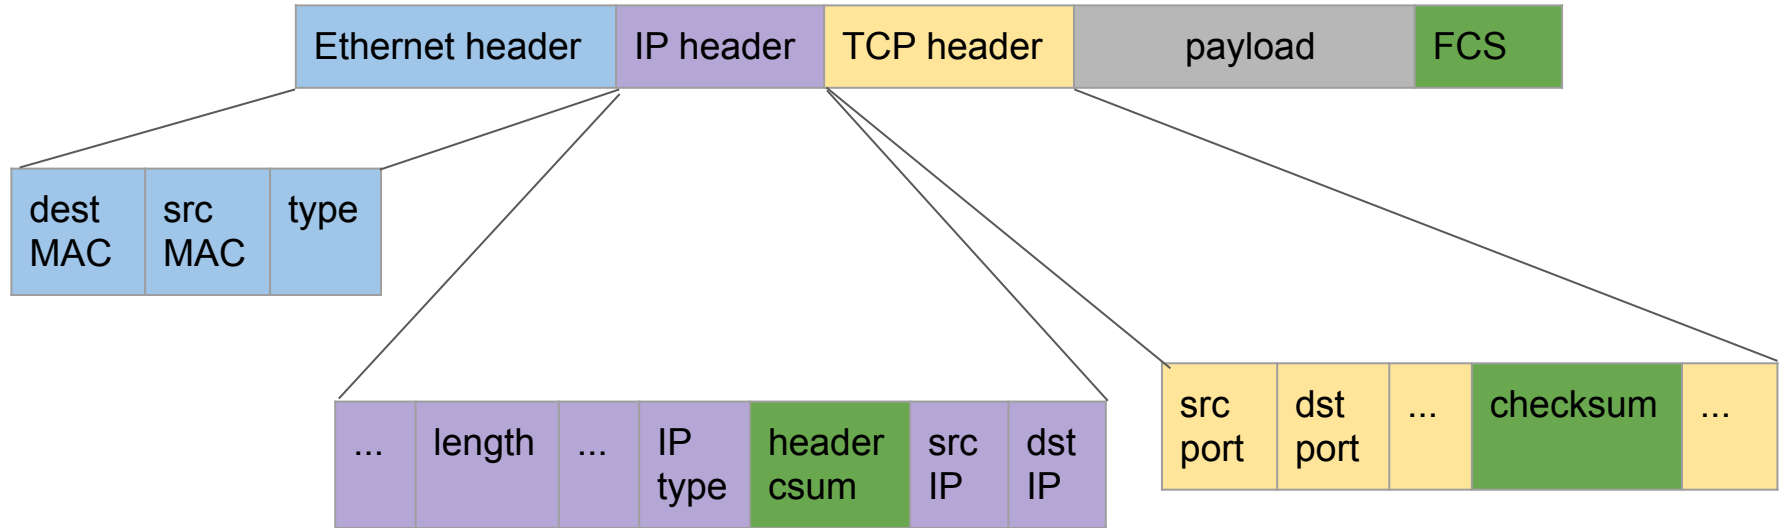 Ethernet header IP header TCP header payload FCS
dest MAC
src MAC
type
...
length
...
IP type
header csum
src IP
dst IP
src port
dst port
...
checksum
...